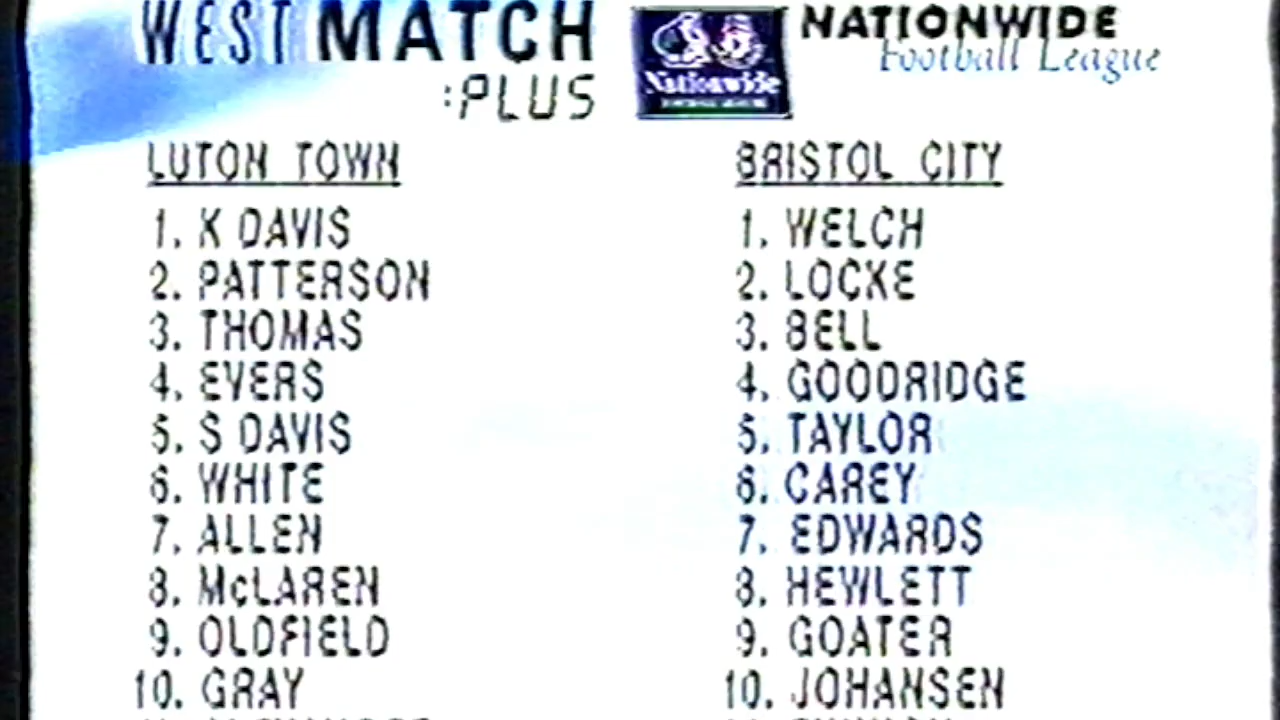 WEST MATCH
:PLUS
Nationwide
NATIONWIDE
Football League
LUTON TOWN
1. K DAVIS
2. PATTERSON
3. THOMAS
4. EVERS
5. S DAVIS
6. WHITE
7. ALLEN
8. McLAREN
9. OLDFIELD
10. GRAY
BRISTOL CITY
1. WELCH
2. LOCKE
3. BELL
4. GOODRIDGE
5. TAYLOR
6. CAREY
7. EDWARDS
8. HEWLETT
9. GOATER
10. JOHANSEN